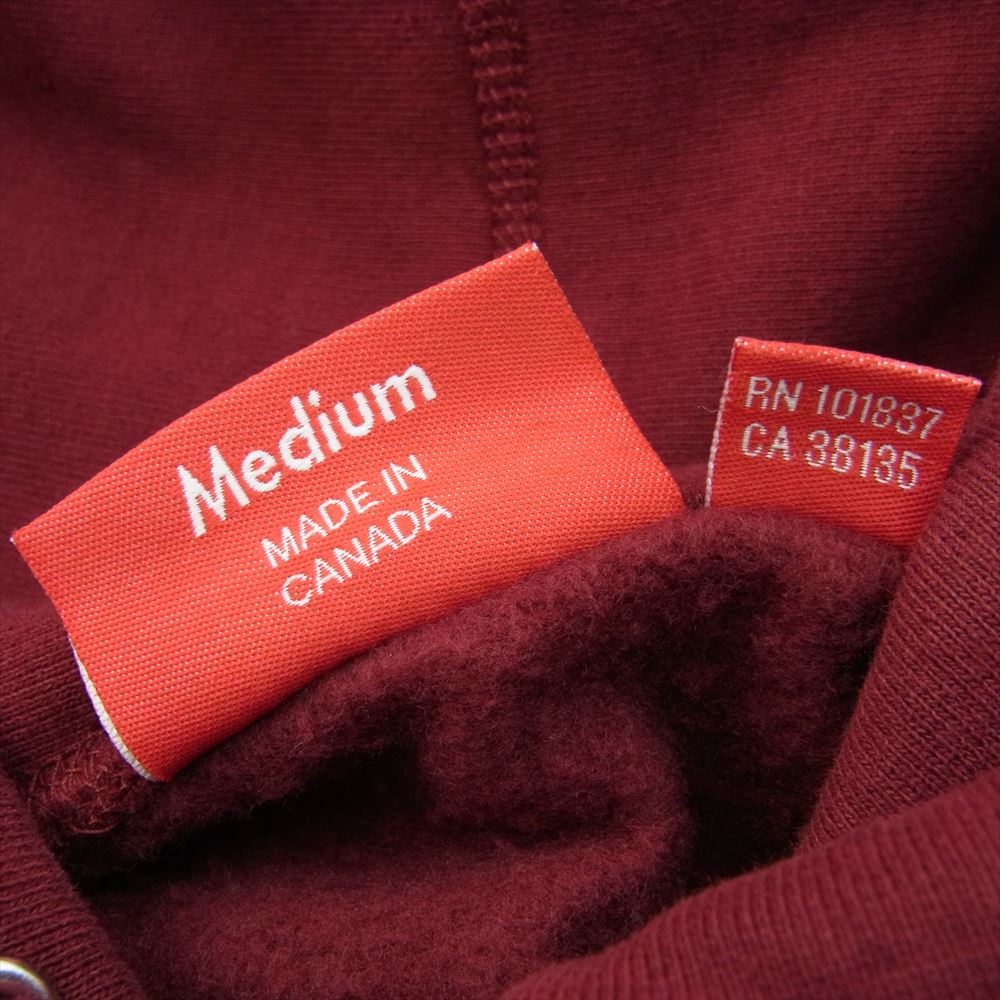 Medium
MADE IN
CANADA
RN 101837
CA 38135